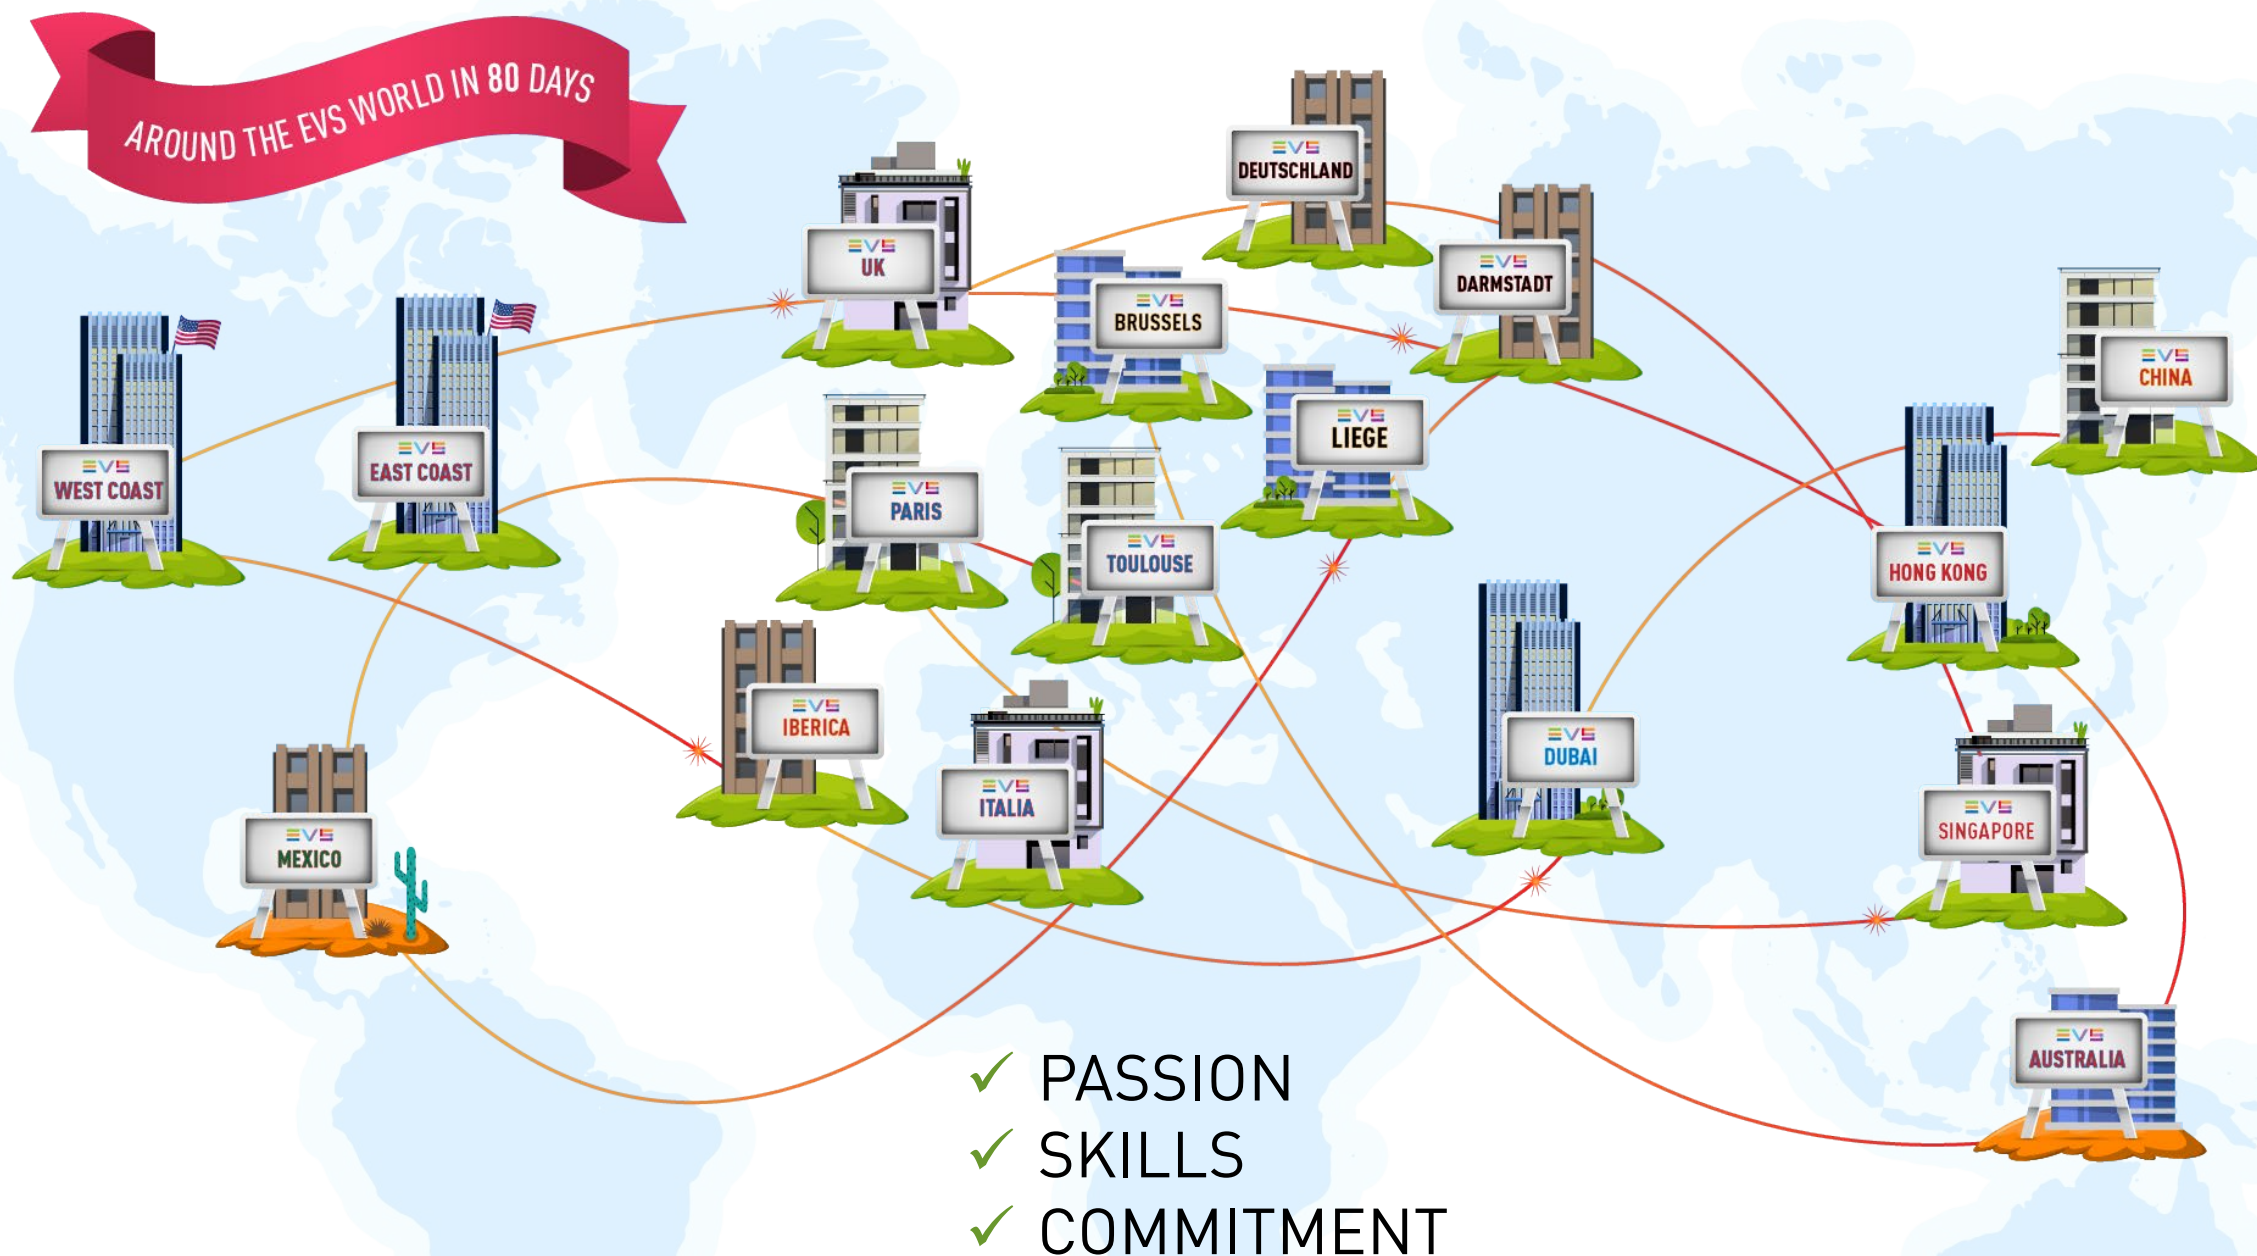 AROUND THE EVS WORLD IN 80 DAYS
EVS
DEUTSCHLAND
EVS
UK
EVS
DARMSTADT
EVS
BRUSSELS
EVS
CHINA
EVS
WEST COAST
EVS
EAST COAST
EVS
LIEGE
EVS
PARIS
EVS
TOULOUSE
EVS
HONG KONG
EVS
IBERICA
EVS
DUBAI
EVS
ITALIA
EVS
SINGAPORE
EVS
MEXICO
EVS
AUSTRALIA
✓ PASSION
✓ SKILLS
✓ COMMITMENT